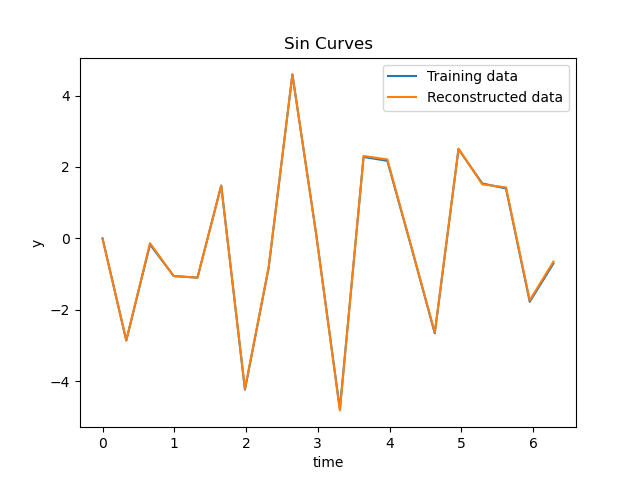 Sin Curves
Training data
Reconstructed data
4
2
0
−2
−4
y
0 1 2 3 4 5 6
time